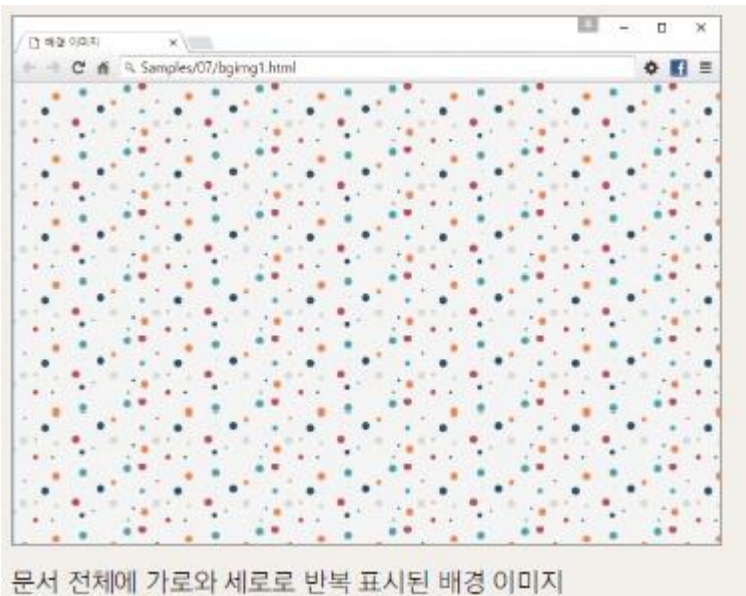 배경 이미지
Samples/07/bgimg1.html
문서 전체에 가로와 세로로 반복 표시된 배경 이미지